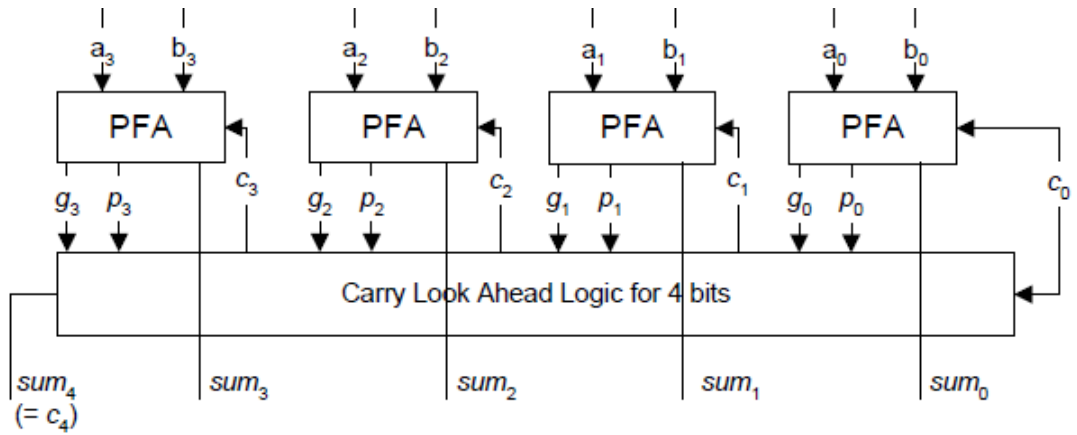 a₃ b₃ a₂ b₂ a₁ b₁ a₀ b₀
PFA PFA PFA PFA
c₃ c₂ c₁ c₀
g₃ p₃ g₂ p₂ g₁ p₁ g₀ p₀
Carry Look Ahead Logic for 4 bits
sum₄ sum₃ sum₂ sum₁ sum₀
(= c₄)